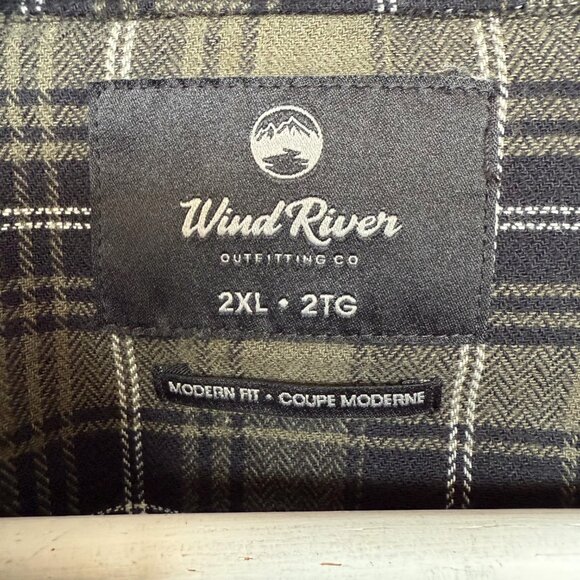 Wind River
OUTFITTING CO
2XL • 2TG
MODERN FIT • COUPE MODERNE